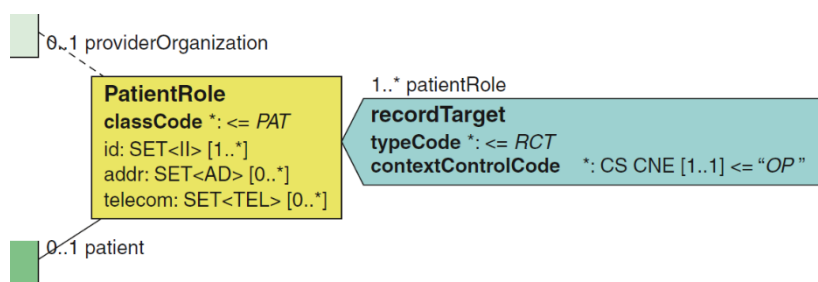 0..1 providerOrganization
PatientRole
classCode *: <= PAT
id: SET<II> [1..*]
addr: SET<AD> [0..*]
telecom: SET<TEL> [0..*]
1..* patientRole
recordTarget
typeCode *: <= RCT
contextControlCode *: CS CNE [1..1] <= “OP”
0..1 patient